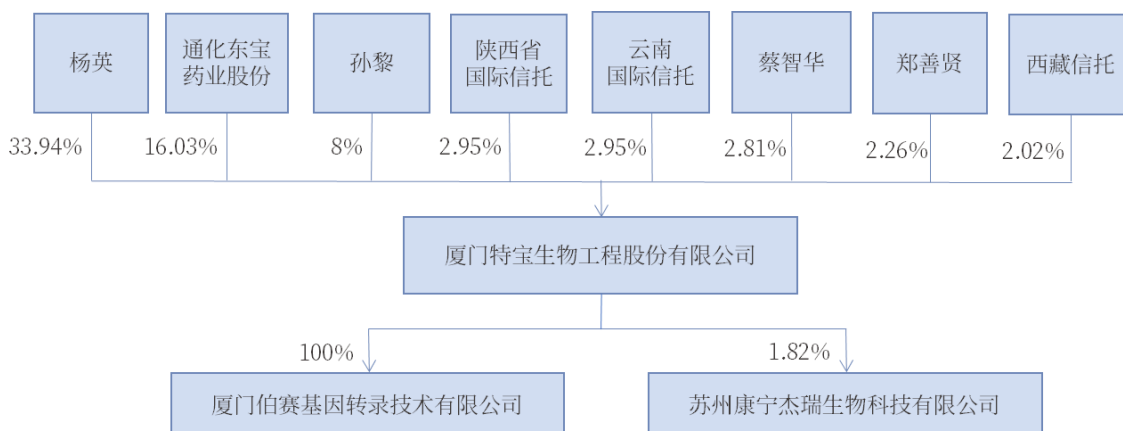 杨英
通化东宝
药业股份
孙黎
陕西省
国际信托
云南
国际信托
蔡智华
郑善贤
西藏信托
33.94%
16.03%
8%
2.95%
2.95%
2.81%
2.26%
2.02%
厦门特宝生物工程股份有限公司
100%
1.82%
厦门伯赛基因转录技术有限公司
苏州康宁杰瑞生物科技有限公司